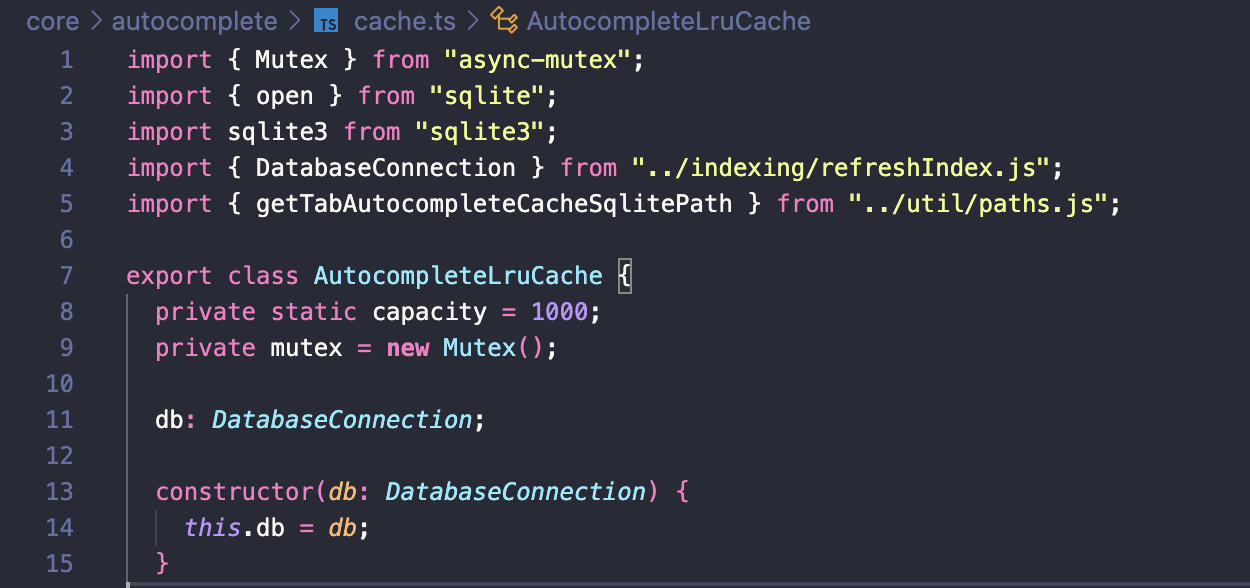 core > autocomplete > TS cache.ts > AutocompleteLruCache
1 import { Mutex } from "async-mutex";
2 import { open } from "sqlite";
3 import sqlite3 from "sqlite3";
4 import { DatabaseConnection } from "../indexing/refreshIndex.js";
5 import { getTabAutocompleteCacheSqlitePath } from "../util/paths.js";
6
7 export class AutocompleteLruCache {
8   private static capacity = 1000;
9   private mutex = new Mutex();
10
11   db: DatabaseConnection;
12
13   constructor(db: DatabaseConnection) {
14     this.db = db;
15   }